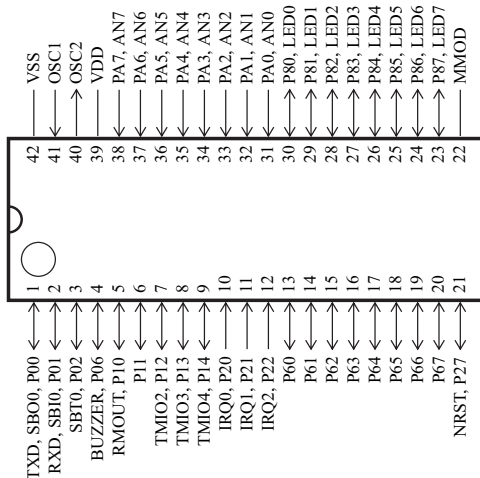 VSS
OSC1
OSC2
VDD
PA7, AN7
PA6, AN6
PA5, AN5
PA4, AN4
PA3, AN3
PA2, AN2
PA1, AN1
PA0, AN0
P80, LED0
P81, LED1
P82, LED2
P83, LED3
P84, LED4
P85, LED5
P86, LED6
P87, LED7
MMOD
42
41
40
39
38
37
36
35
34
33
32
31
30
29
28
27
26
25
24
23
22
1
2
3
4
5
6
7
8
9
10
11
12
13
14
15
16
17
18
19
20
21
TXD, SBO0, P00
RXD, SBI0, P01
SBT0, P02
BUZZER, P06
RMOUT, P10
P11
TMIO2, P12
TMIO3, P13
TMIO4, P14
IRQ0, P20
IRQ1, P21
IRQ2, P22
P60
P61
P62
P63
P64
P65
P66
P67
NRST, P27